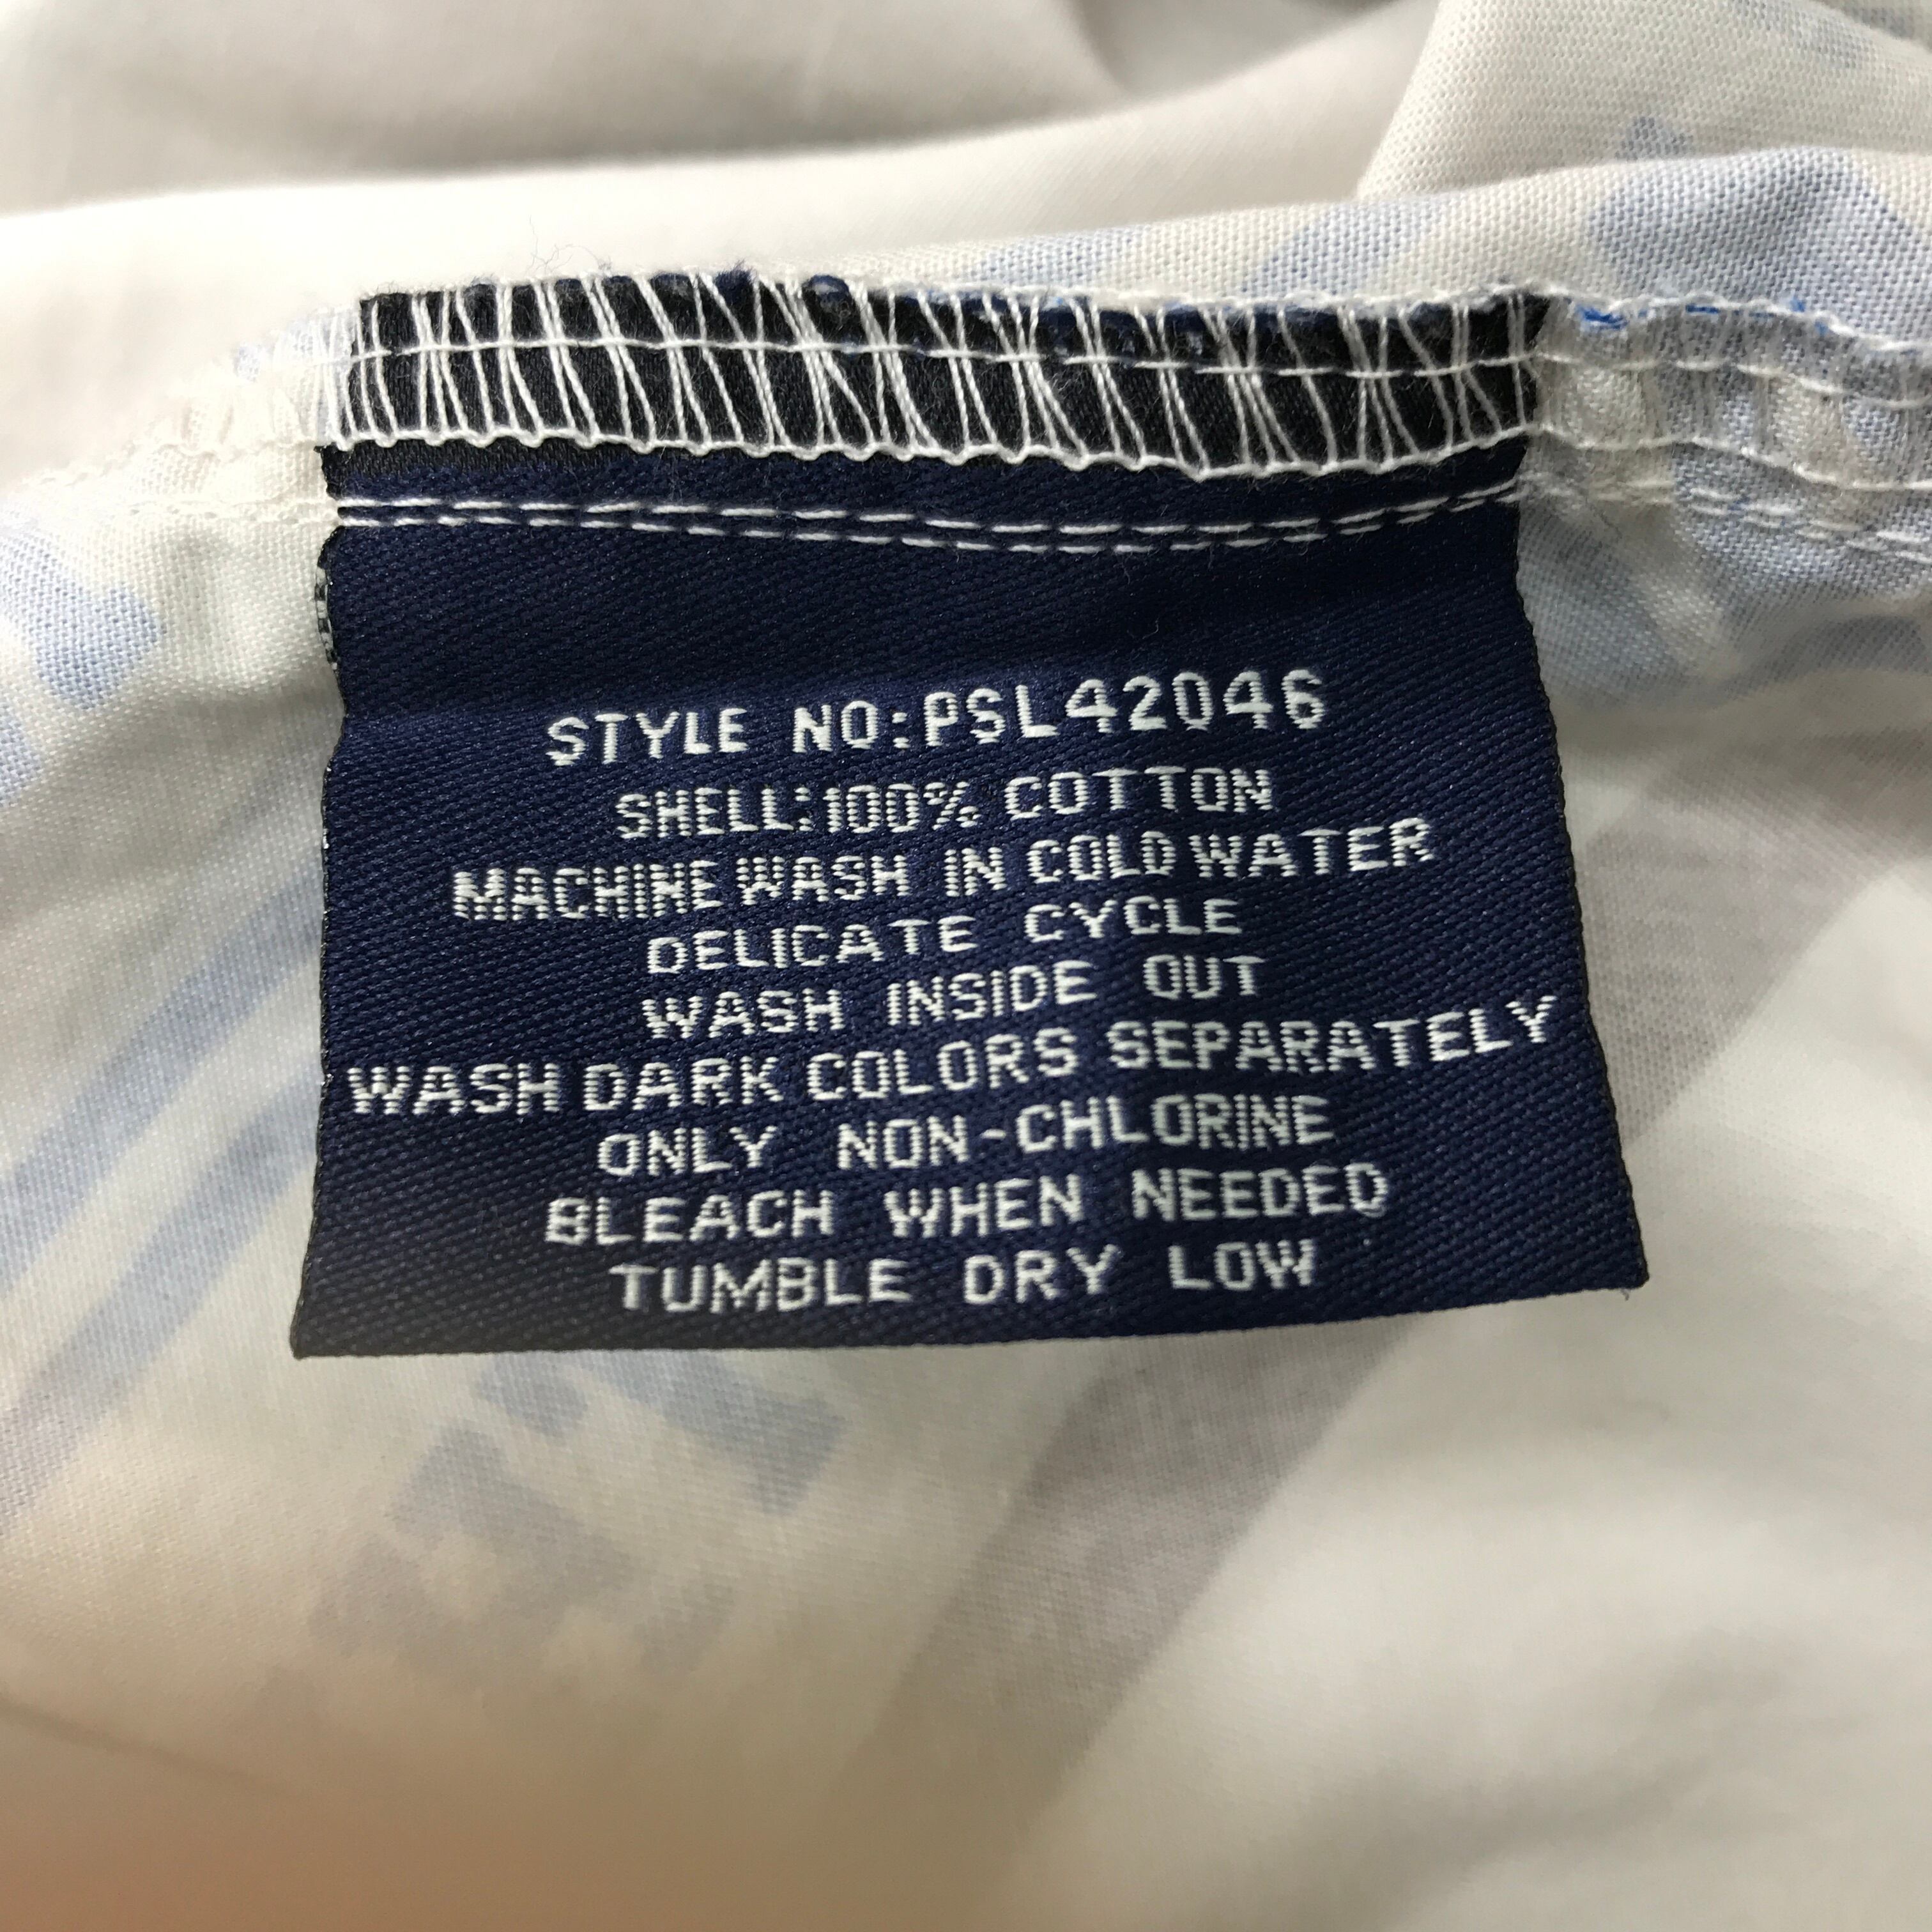 STYLE NO:PSL42046
SHELL:100% COTTON
MACHINE WASH IN COLD WATER
DELICATE CYCLE
WASH INSIDE OUT
WASH DARK COLORS SEPARATELY
ONLY NON-CHLORINE
BLEACH WHEN NEEDED
TUMBLE DRY LOW